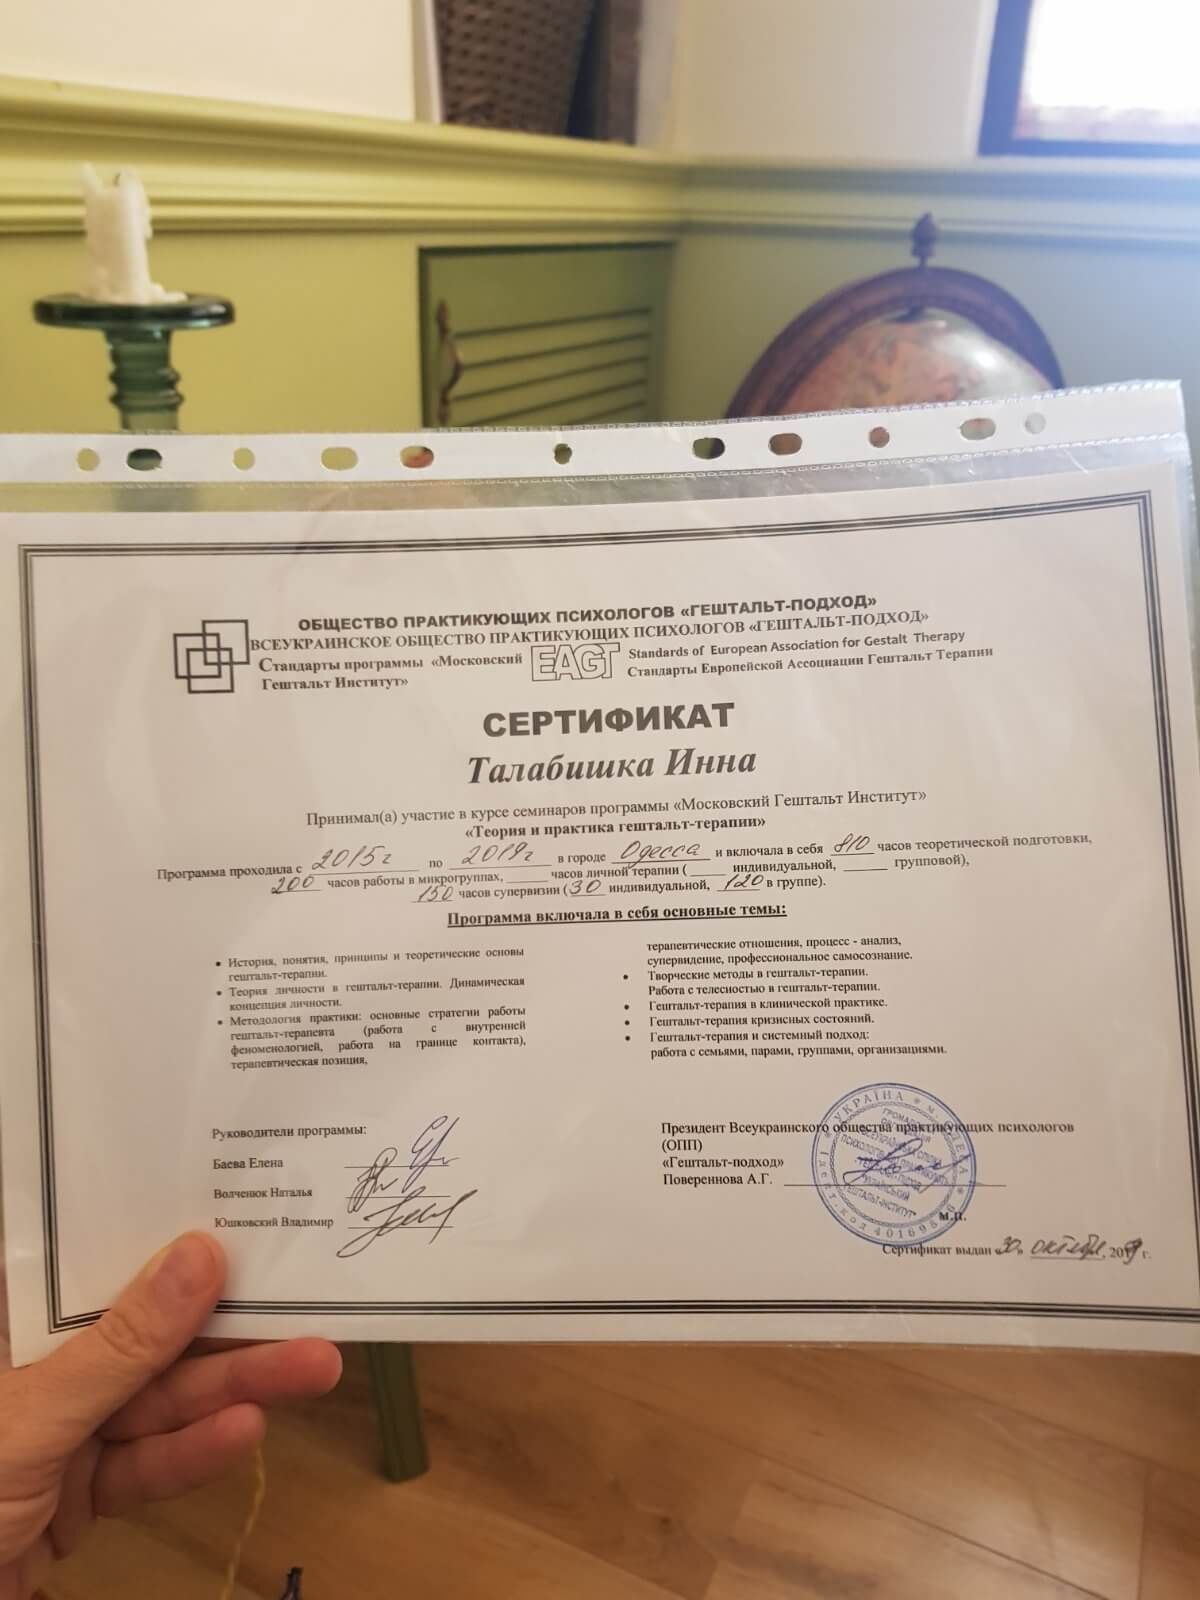 ОБЩЕСТВО ПРАКТИКУЮЩИХ ПСИХОЛОГОВ «ГЕШТАЛЬТ-ПОДХОД»
ВСЕУКРАИНСКОЕ ОБЩЕСТВО ПРАКТИКУЮЩИХ ПСИХОЛОГОВ «ГЕШТАЛЬТ-ПОДХОД»
Стандарты программы «Московский
Гештальт Институт»
EAGT
Standards of European Association for Gestalt Therapy
Стандарты Европейской Ассоциации Гештальт Терапии
СЕРТИФИКАТ
Талабишка Инна
Принимал(а) участие в курсе семинаров программы «Московский Гештальт Институт»
«Теория и практика гештальт-терапии»
Программа проходила с 2015г по 2019г в городе Одесса и включала в себя 810 часов теоретической подготовки,
200 часов работы в микрогруппах, ______ часов личной терапии ( _____ индивидуальной, ______ групповой),
150 часов супервизии (30 индивидуальной, 120 в группе).
Программа включала в себя основные темы:
• История, понятия, принципы и теоретические основы
гештальт-терапии.
• Теория личности в гештальт-терапии. Динамическая
концепция личности.
• Методология практики: основные стратегии работы
гештальт-терапевта (работа с внутренней
феноменологией, работа на границе контакта),
терапевтическая позиция,
терапевтические отношения, процесс - анализ,
супервидение, профессиональное самосознание.
• Творческие методы в гештальт-терапии.
Работа с телесностью в гештальт-терапии.
• Гештальт-терапия в клинической практике.
• Гештальт-терапия кризисных состояний.
• Гештальт-терапия и системный подход:
работа с семьями, парами, группами, организациями.
Руководители программы:
Баева Елена
Волченюк Наталья
Юшковский Владимир
Президент Всеукраинского общества практикующих психологов
(ОПП)
«Гештальт-подход»
Повереннова А.Г.
УКРАЇНА
м.п.
Сертификат выдан «30» октября 2019 г.